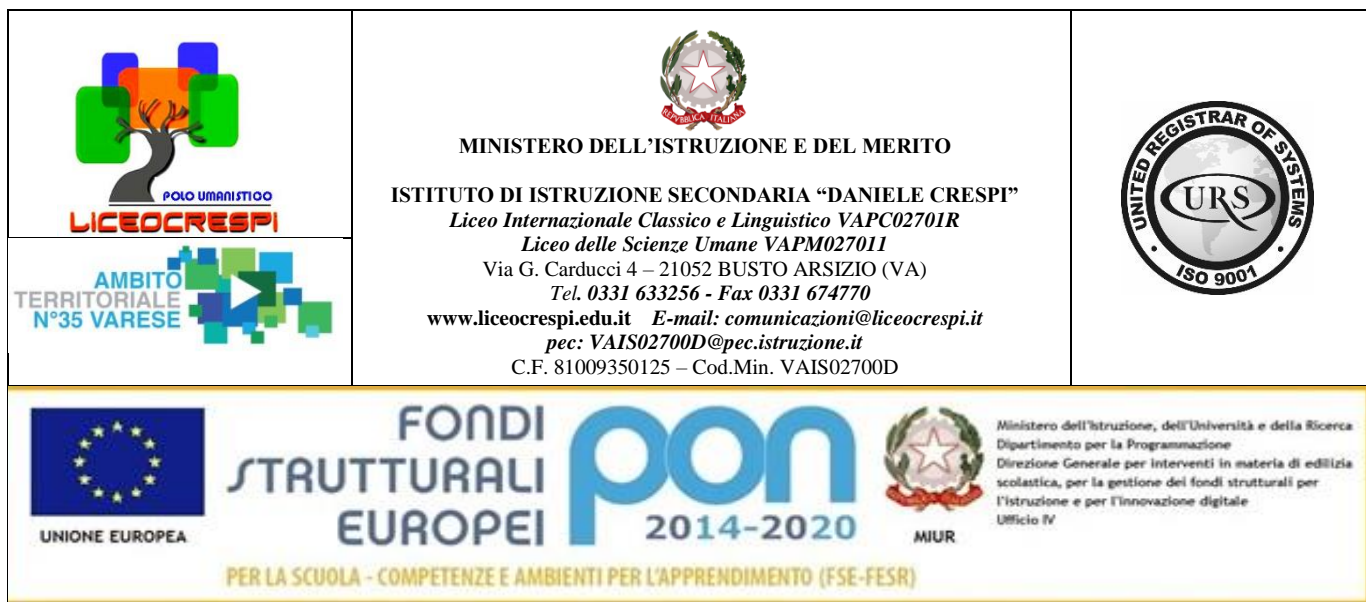 POLO UMANISTICO
LICEOCRESPI
AMBITO
TERRITORIALE
N°35 VARESE
REPVBBLICA ITALIANA
MINISTERO DELL’ISTRUZIONE E DEL MERITO
ISTITUTO DI ISTRUZIONE SECONDARIA “DANIELE CRESPI”
Liceo Internazionale Classico e Linguistico VAPC02701R
Liceo delle Scienze Umane VAPM027011
Via G. Carducci 4 – 21052 BUSTO ARSIZIO (VA)
Tel. 0331 633256 - Fax 0331 674770
www.liceocrespi.edu.it E-mail: comunicazioni@liceocrespi.it
pec: VAIS02700D@pec.istruzione.it
C.F. 81009350125 – Cod.Min. VAIS02700D
UNITED REGISTRAR OF SYSTEMS
URS
ISO 9001
UNIONE EUROPEA
FONDI
STRUTTURALI
EUROPEI
pon
2014-2020
MIUR
Ministero dell'Istruzione, dell'Università e della Ricerca
Dipartimento per la Programmazione
Direzione Generale per interventi in materia di edilizia
scolastica, per la gestione dei fondi strutturali per
l'istruzione e per l'innovazione digitale
Ufficio IV
PER LA SCUOLA - COMPETENZE E AMBIENTI PER L'APPRENDIMENTO (FSE-FESR)